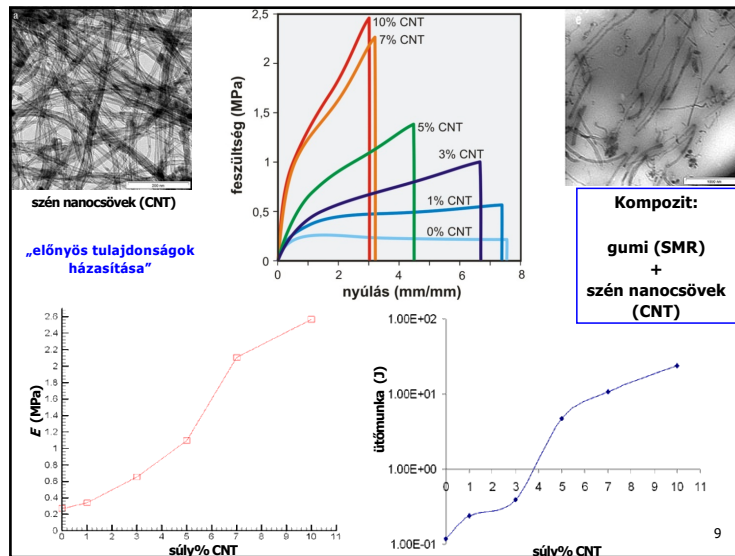 a
200 nm
szén nanocsövek (CNT)
„előnyös tulajdonságok
házasítása”
feszültség (MPa)
2,5
2
1,5
1
0,5
0
10% CNT
7% CNT
5% CNT
3% CNT
1% CNT
0% CNT
0 2 4 6 8
nyúlás (mm/mm)
e
1000 nm
Kompozit:
gumi (SMR)
+
szén nanocsövek
(CNT)
E (MPa)
2.6
2.4
2.2
2
1.8
1.6
1.4
1.2
1
0.8
0.6
0.4
0.2
0 1 2 3 4 5 6 7 8 9 10 11
súly% CNT
ütőmunka (J)
1.00E+02
1.00E+01
1.00E+00
1.00E-01
0 1 2 3 4 5 6 7 8 9 10 11
súly% CNT
9